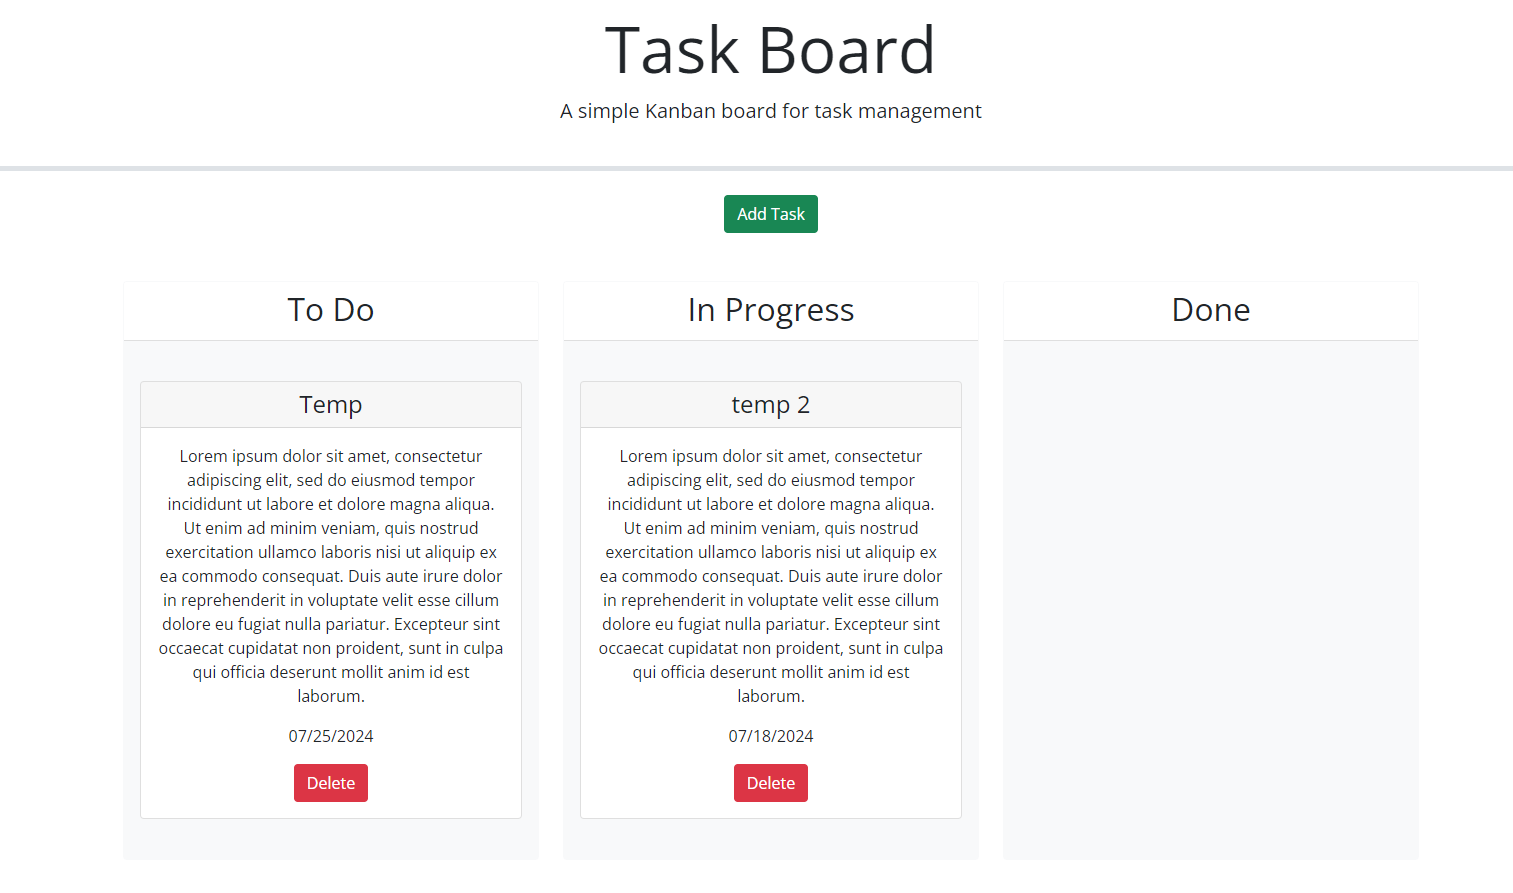 Task Board
A simple Kanban board for task management
Add Task
To Do
Temp
Lorem ipsum dolor sit amet, consectetur
adipiscing elit, sed do eiusmod tempor
incididunt ut labore et dolore magna aliqua.
Ut enim ad minim veniam, quis nostrud
exercitation ullamco laboris nisi ut aliquip ex
ea commodo consequat. Duis aute irure dolor
in reprehenderit in voluptate velit esse cillum
dolore eu fugiat nulla pariatur. Excepteur sint
occaecat cupidatat non proident, sunt in culpa
qui officia deserunt mollit anim id est
laborum.
07/25/2024
Delete
In Progress
temp 2
Lorem ipsum dolor sit amet, consectetur
adipiscing elit, sed do eiusmod tempor
incididunt ut labore et dolore magna aliqua.
Ut enim ad minim veniam, quis nostrud
exercitation ullamco laboris nisi ut aliquip ex
ea commodo consequat. Duis aute irure dolor
in reprehenderit in voluptate velit esse cillum
dolore eu fugiat nulla pariatur. Excepteur sint
occaecat cupidatat non proident, sunt in culpa
qui officia deserunt mollit anim id est
laborum.
07/18/2024
Delete
Done